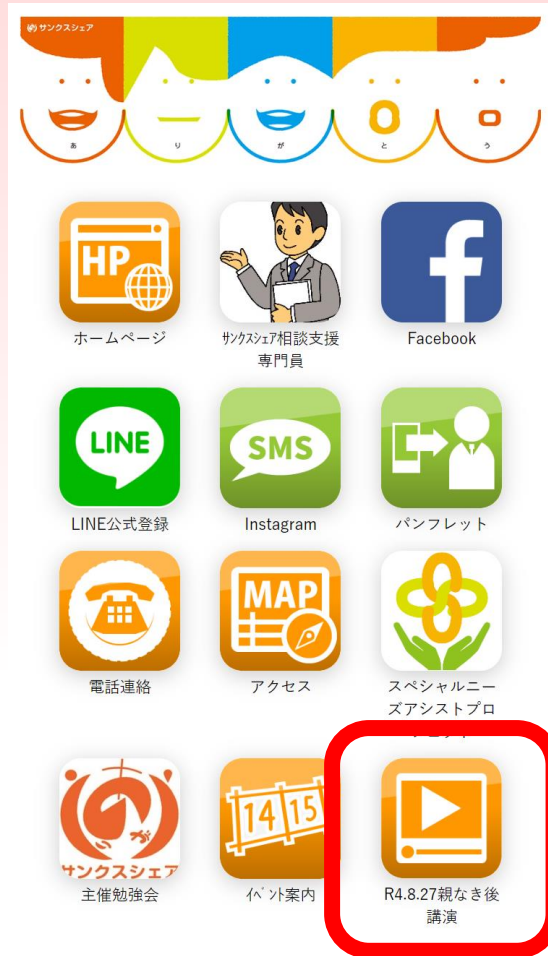 サンクスシェア
あ り が と う
HP
ホームページ
ｻﾝｸｽｼｪｱ相談支援
専門員
Facebook
LINE
LINE公式登録
SMS
Instagram
パンフレット
電話連絡
MAP
アクセス
スペシャルニー
ズアシストプロ
サンクスシェア
主催勉強会
14 15
ｲﾍﾞﾝﾄ案内
R4.8.27親なき後
講演